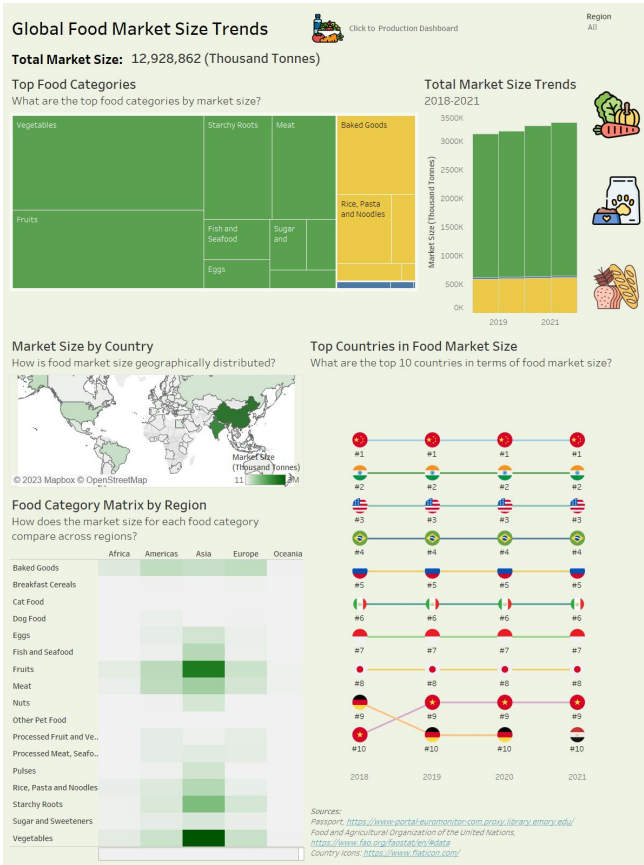 Global Food Market Size Trends
Click to Production Dashboard
Region
All
Total Market Size: 12,928,862 (Thousand Tonnes)
Top Food Categories
What are the top food categories by market size?
Vegetables
Starchy Roots
Meat
Baked Goods
Fruits
Rice, Pasta
and Noodles
Fish and
Seafood
Sugar
and
Eggs
Total Market Size Trends
2018-2021
Market Size (Thousand Tonnes)
3500K
3000K
2500K
2000K
1500K
1000K
500K
0K
2019
2021
Market Size by Country
How is food market size geographically distributed?
Market Size
(Thousand Tonnes)
11
© 2023 Mapbox © OpenStreetMap
Top Countries in Food Market Size
What are the top 10 countries in terms of food market size?
#1 #1 #1 #1
#2 #2 #2 #2
#3 #3 #3 #3
#4 #4 #4 #4
#5 #5 #5 #5
#6 #6 #6 #6
#7 #7 #7 #7
#8 #8 #8 #8
#9 #9 #9 #9
#10 #10 #10 #10
2018 2019 2020 2021
Food Category Matrix by Region
How does the market size for each food category
compare across regions?
Africa Americas Asia Europe Oceania
Baked Goods
Breakfast Cereals
Cat Food
Dog Food
Eggs
Fish and Seafood
Fruits
Meat
Nuts
Other Pet Food
Processed Fruit and Ve..
Processed Meat, Seafo..
Pulses
Rice, Pasta and Noodles
Starchy Roots
Sugar and Sweeteners
Vegetables
Sources:
Passport, https://www-portal-euromonitor-com.proxy.library.emory.edu/
Food and Agricultural Organization of the United Nations,
https://www.fao.org/faostat/en/#data
Country Icons: https://www.flaticon.com/